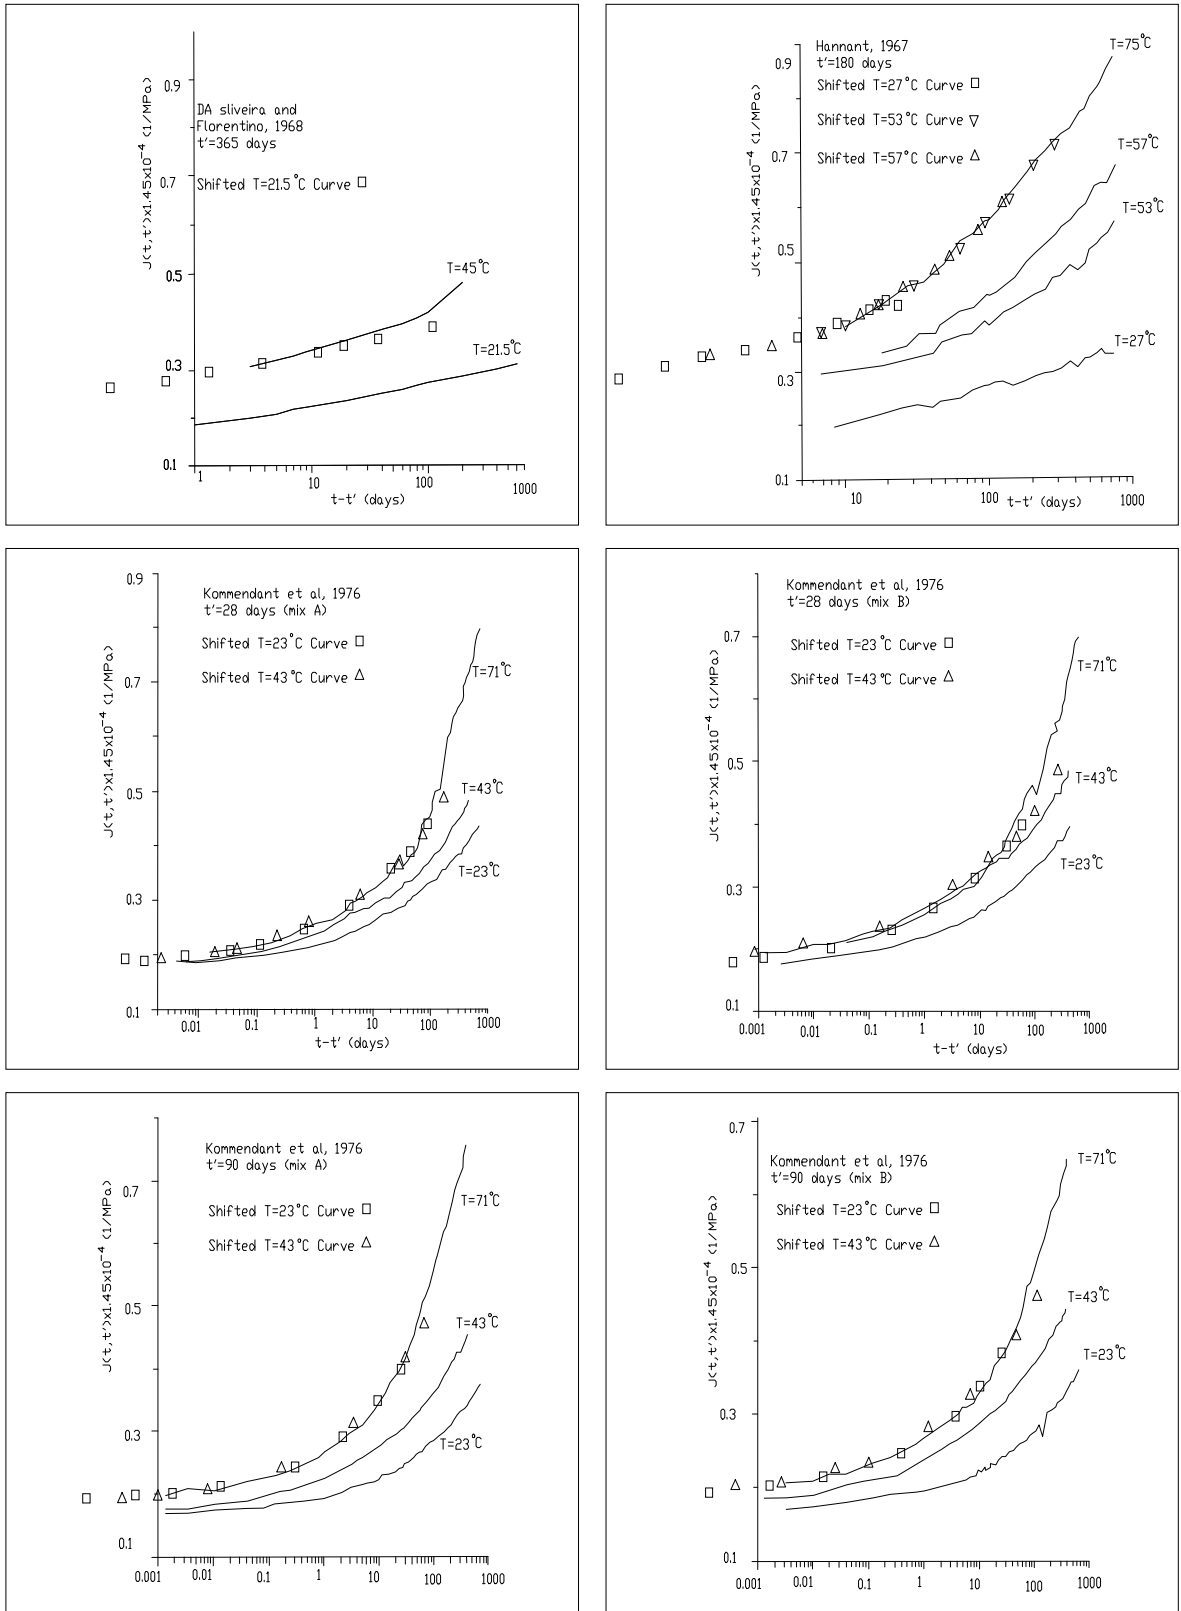 0.9
J(t,t')x1.45x10⁻⁴ (1/MPa)
DA sliveira and
Florentino, 1968
t'=365 days
0.7
Shifted T=21.5°C Curve
0.5
T=45°C
T=21.5°C
0.3
0.1
1
10
100
1000
t-t' (days)
Hannant, 1967
t'=180 days
T=75°C
0.9
J(t,t')x1.45x10⁻⁴ (1/MPa)
Shifted T=27°C Curve
Shifted T=53°C Curve
Shifted T=57°C Curve
0.7
T=57°C
T=53°C
0.5
T=27°C
0.3
0.1
10
100
t-t' (days)
1000
0.9
Kommendant et al, 1976
t'=28 days (mix A)
Shifted T=23°C Curve
Shifted T=43°C Curve
J(t,t')x1.45x10⁻⁴ (1/MPa)
0.7
T=71°C
0.5
T=43°C
T=23°C
0.3
0.1
0.01
0.1
1
10
100
1000
t-t' (days)
Kommendant et al, 1976
t'=28 days (mix B)
Shifted T=23°C Curve
Shifted T=43°C Curve
J(t,t')x1.45x10⁻⁴ (1/MPa)
0.7
T=71°C
0.5
T=43°C
T=23°C
0.3
0.1
0.001
0.01
0.1
1
10
100
1000
t-t' (days)
Kommendant et al, 1976
t'=90 days (mix A)
Shifted T=23°C Curve
Shifted T=43°C Curve
J(t,t')x1.45x10⁻⁴ (1/MPa)
0.7
T=71°C
0.5
T=43°C
0.3
T=23°C
0.1
0.001
0.01
0.1
1
10
100
1000
0.7
Kommendant et al, 1976
t'=90 days (mix B)
Shifted T=23°C Curve
Shifted T=43°C Curve
J(t,t')x1.45x10⁻⁴ (1/MPa)
T=71°C
0.5
T=43°C
T=23°C
0.3
0.1
0.001
0.01
0.1
1
10
100
1000